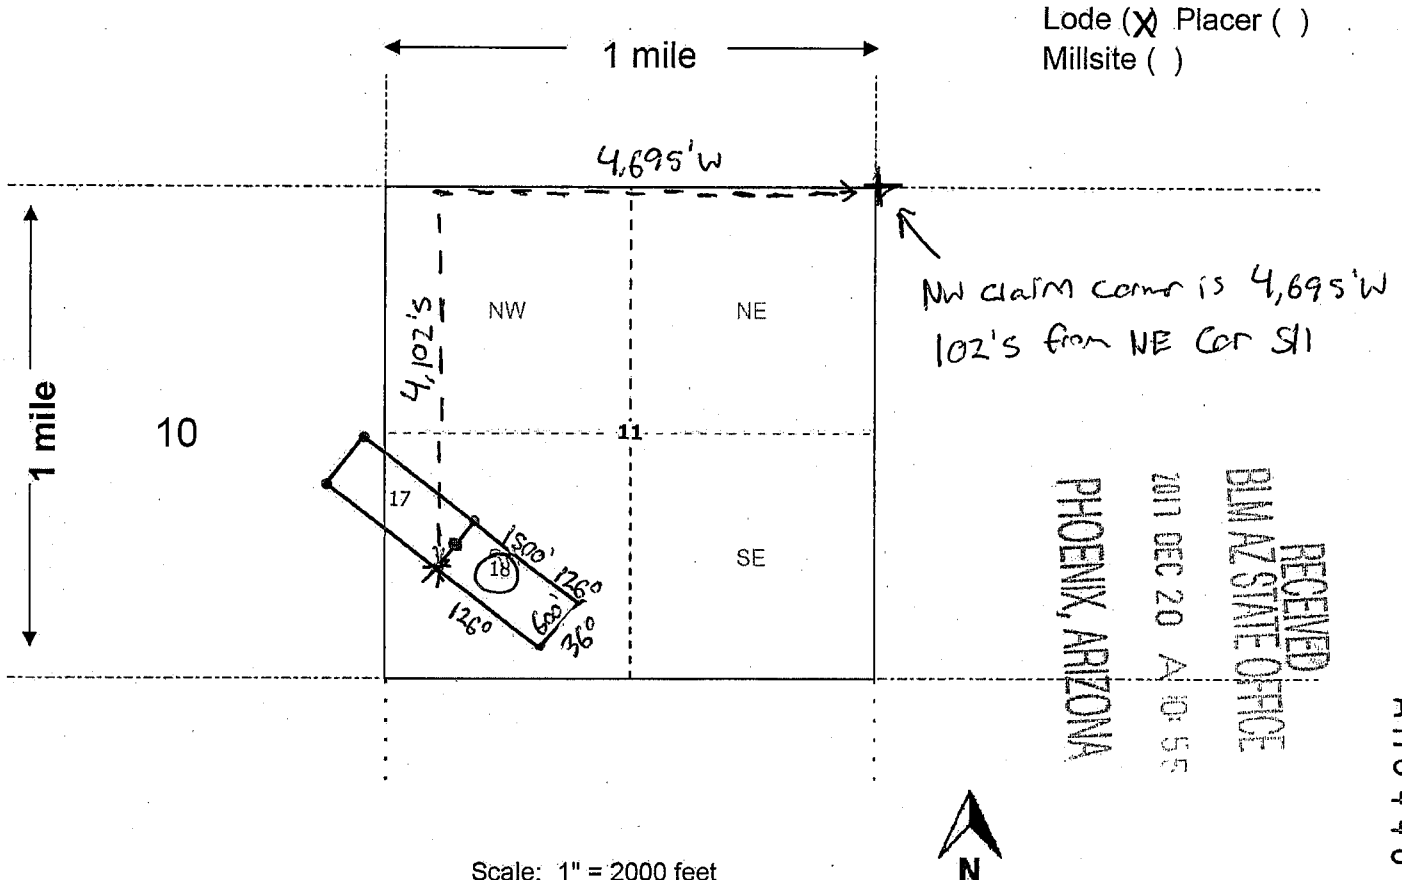 Lode (X) Placer ( )
Millsite ( )
1 mile
4,695'W
NW
NE
4,102's
NW claim corner is 4,695'W
102's from NE Cor S11
1 mile
10
11
17
18
1500'
126°
SE
126°
600'
36°
RECEIVED
BLM AZ STATE OFFICE
2011 DEC 20 A 10:55
PHOENIX, ARIZONA
Scale: 1" = 2000 feet
N